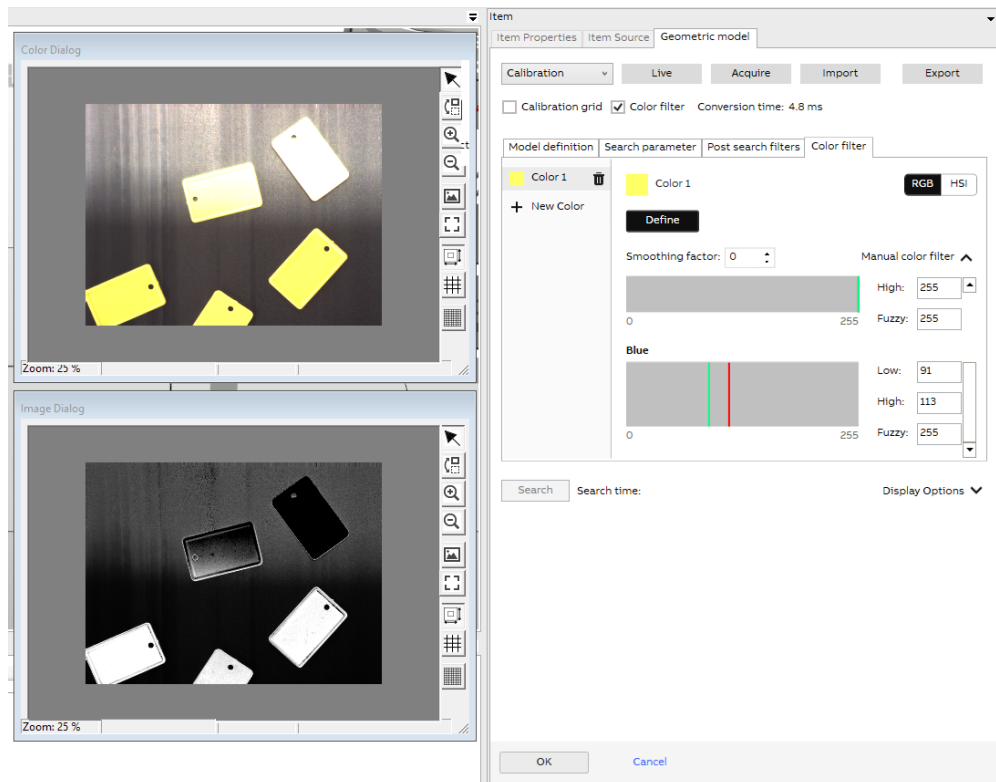 Color Dialog
Zoom: 25 %
Image Dialog
Zoom: 25 %
Item
Item Properties Item Source Geometric model
Calibration Live Acquire Import Export
Calibration grid Color filter Conversion time: 4.8 ms
Model definition Search parameter Post search filters Color filter
Color 1 Color 1 RGB HSI
New Color
Define
Smoothing factor: 0 Manual color filter
High: 255
0 255 Fuzzy: 255
Blue
Low: 91
High: 113
0 255 Fuzzy: 255
Search Search time: Display Options
OK Cancel